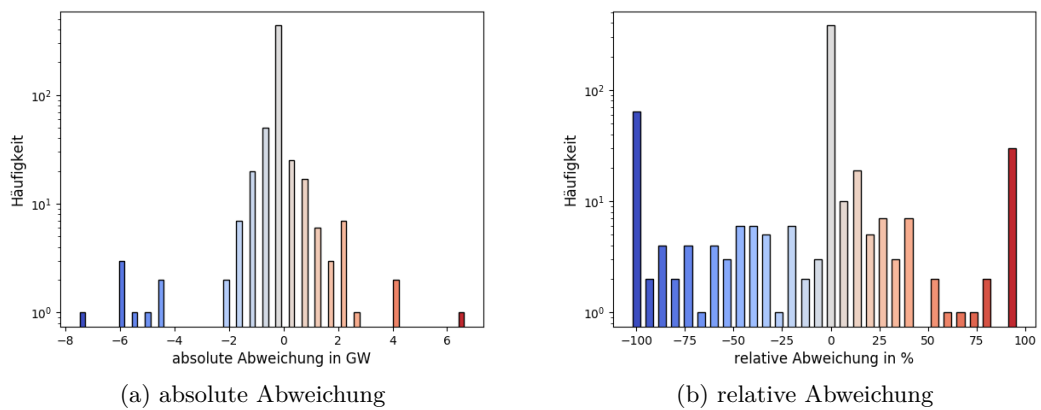 Häufigkeit
10²
10¹
10⁰
−8 −6 −4 −2 0 2 4 6
absolute Abweichung in GW
(a) absolute Abweichung
Häufigkeit
10²
10¹
10⁰
−100 −75 −50 −25 0 25 50 75 100
relative Abweichung in %
(b) relative Abweichung